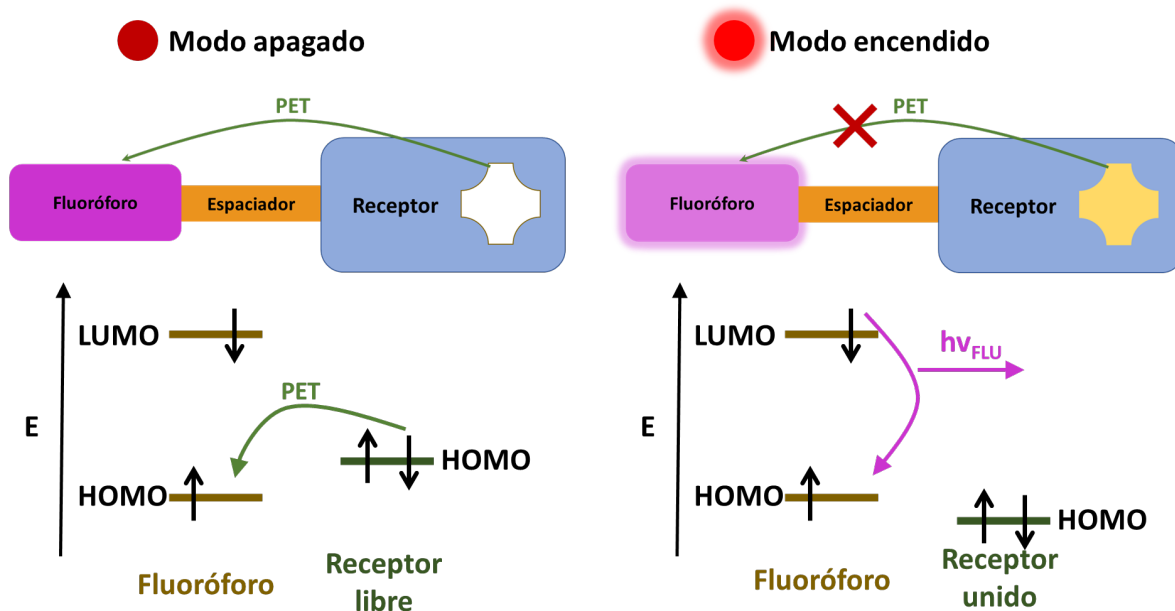 Modo apagado
PET
Fluoróforo
Espaciador
Receptor
LUMO
PET
E
HOMO
HOMO
Fluoróforo
Receptor
libre
Modo encendido
PET
Fluoróforo
Espaciador
Receptor
LUMO
hνFLU
E
HOMO
HOMO
Fluoróforo
Receptor
unido